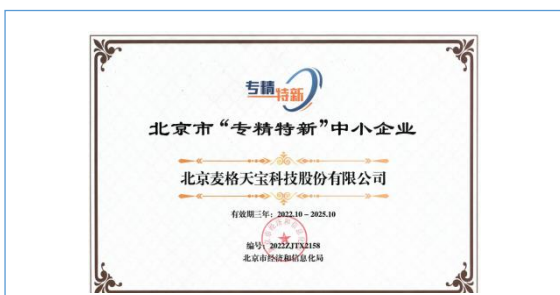 专精
特新
北京市“专精特新”中小企业
北京麦格天宝科技股份有限公司
有效期三年：2022.10－2025.10
编号：2022ZJTX2158
北京市经济和信息化局